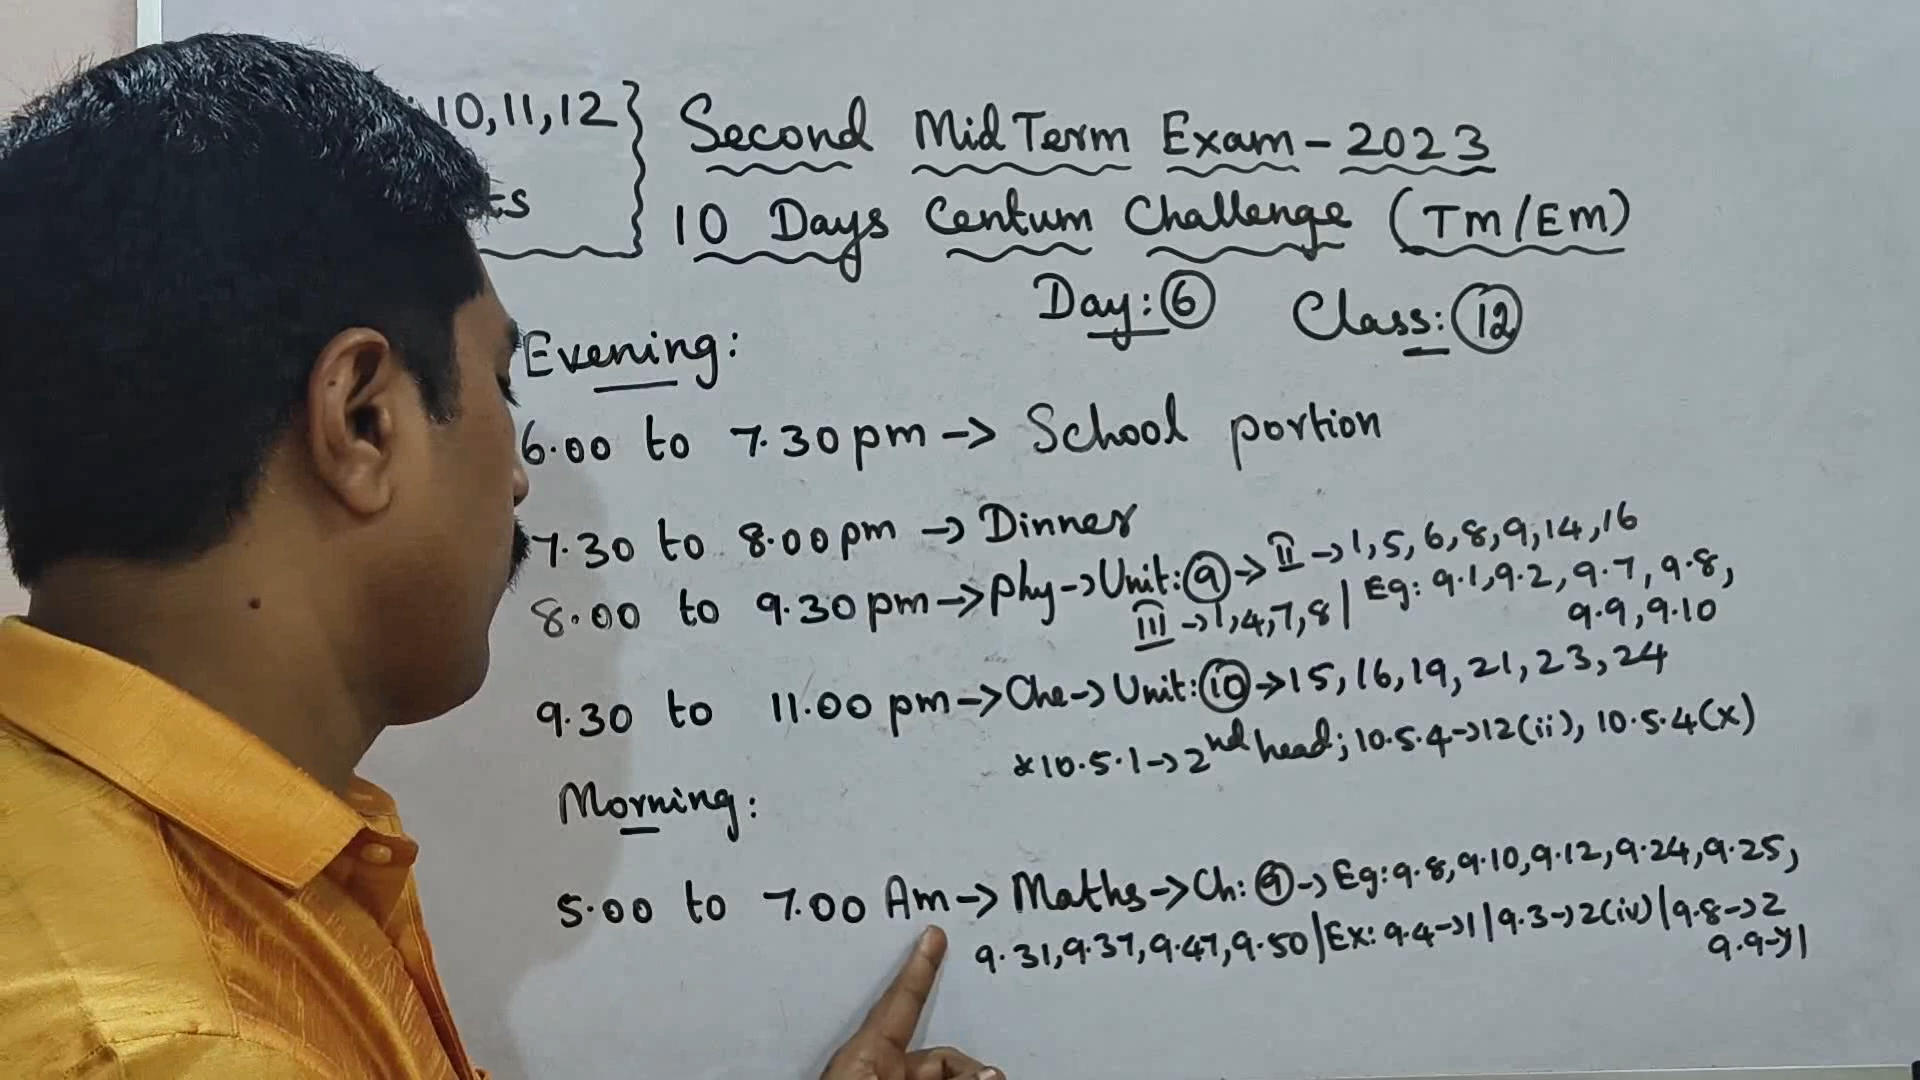 10,11,12} Second Mid Term Exam-2023
ts 10 Days Centum Challenge (TM/EM)
Day: 6 Class: 12
Evening:
6.00 to 7.30pm -> School portion
7.30 to 8.00pm -> Dinner
8.00 to 9.30pm -> Phy -> Unit: 9 -> II -> 1,5,6,8,9,14,16
III -> 1,4,7,8 | Eg: 9.1,9.2,9.7,9.8,
9.9,9.10
9.30 to 11.00 pm -> Che -> Unit: 10 -> 15,16,19,21,23,24
*10.5.1 -> 2nd head; 10.5.4 -> 12(ii), 10.5.4(x)
Morning:
5.00 to 7.00 Am -> Maths -> Ch: 9 -> Eg: 9.8,9.10,9.12,9.24,9.25,
9.31,9.37,9.47,9.50 | Ex: 9.4 -> 1 | 9.3 -> 2(iv) | 9.8 -> 2
9.9 -> 1